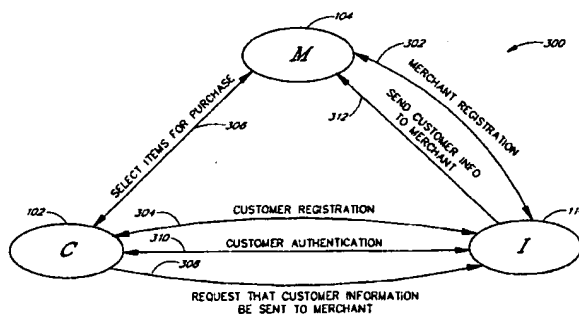 104
302
300
M
MERCHANT REGISTRATION
SEND CUSTOMER INFO
TO MERCHANT
312
SELECT ITEMS FOR PURCHASE
306
102
304
CUSTOMER REGISTRATION
310
CUSTOMER AUTHENTICATION
308
C
I
REQUEST THAT CUSTOMER INFORMATION
BE SENT TO MERCHANT